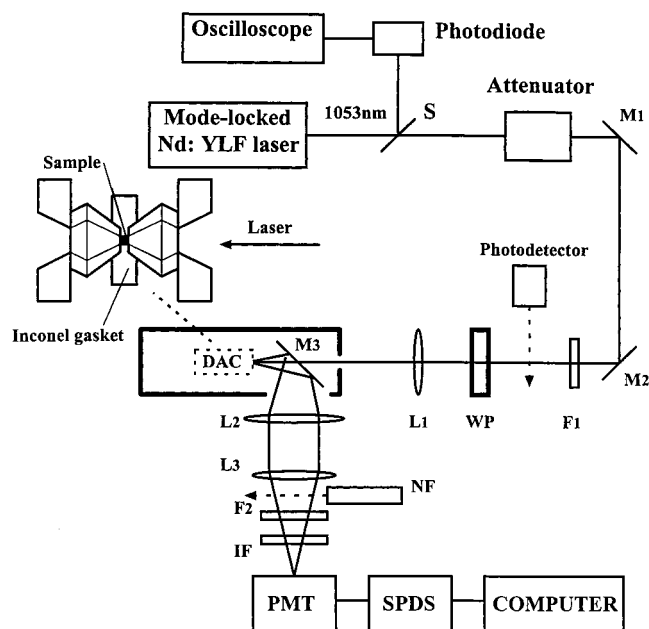 Oscilloscope
Photodiode
Attenuator
1053nm
S
M1
Mode-locked
Nd: YLF laser
Sample
Laser
Photodetector
Inconel gasket
M3
DAC
M2
L2
L1
WP
F1
L3
NF
F2
IF
PMT
SPDS
COMPUTER